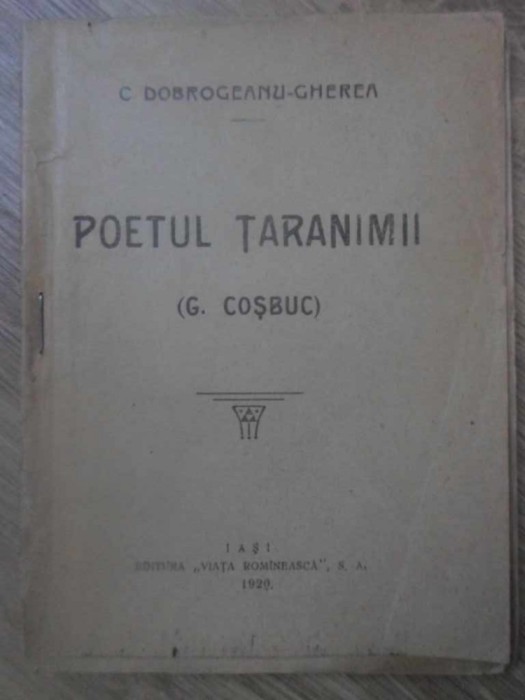 C DOBROGEANU-GHEREA
POETUL ȚARANIMII
(G. COȘBUC)
IAȘI
EDITURA „VIAȚA ROMÎNEASCĂ", S. A.
1920.